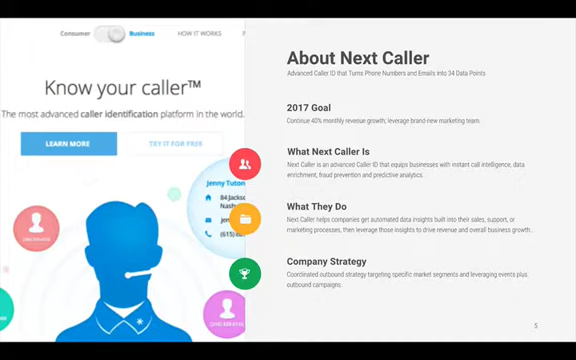 Consumer Business HOW IT WORKS
Know your caller™
The most advanced caller identification platform in the world.
LEARN MORE TRY IT FOR FREE
Jenny Tuton
84 Jackso
Nashv
jenn
(615)
About Next Caller
Advanced Caller ID that Turns Phone Numbers and Emails into 34 Data Points
2017 Goal
Continue 40% monthly revenue growth; leverage brand-new marketing team.
What Next Caller Is
Next Caller is an advanced Caller ID that equips businesses with instant call intelligence, data
enrichment, fraud prevention and predictive analytics.
What They Do
Next Caller helps companies get automated data insights built into their sales, support, or
marketing processes, then leverage those insights to drive revenue and overall business growth.
Company Strategy
Coordinated outbound strategy targeting specific market segments and leveraging events plus
outbound campaigns.
5